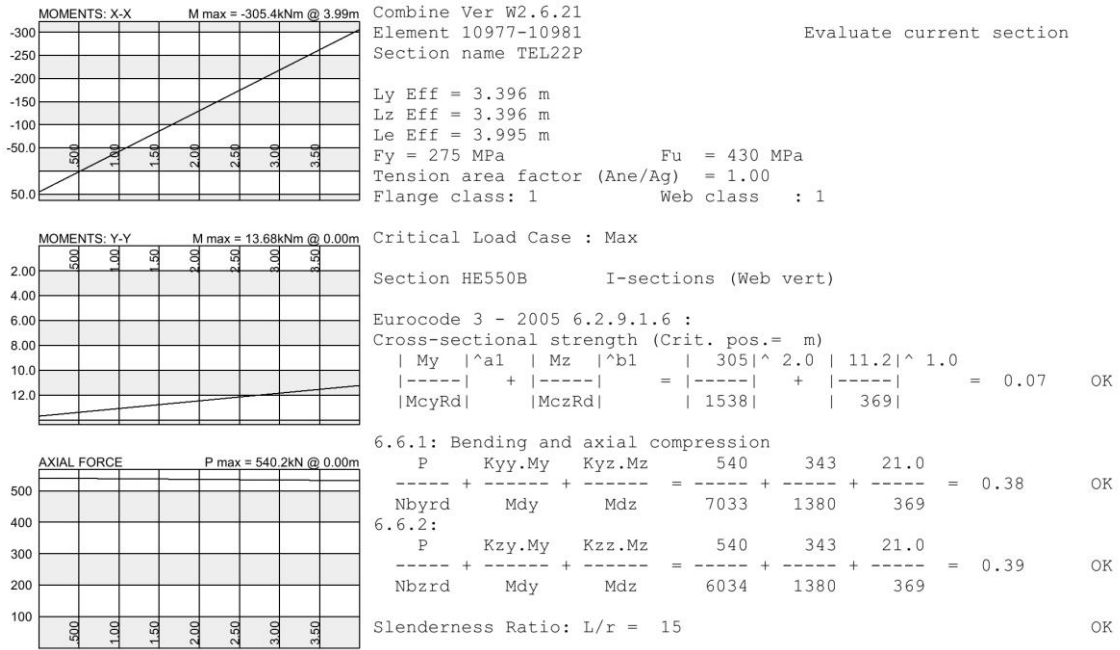 MOMENTS: X-X M max = -305.4kNm @ 3.99m
-300
-250
-200
-150
-100
-50.0
50.0
.500 1.00 1.50 2.00 2.50 3.00 3.50
MOMENTS: Y-Y M max = 13.68kNm @ 0.00m
.500 1.00 1.50 2.00 2.50 3.00 3.50
2.00
4.00
6.00
8.00
10.0
12.0
AXIAL FORCE P max = 540.2kN @ 0.00m
500
400
300
200
100
.500 1.00 1.50 2.00 2.50 3.00 3.50
Combine Ver W2.6.21
Element 10977-10981 Evaluate current section
Section name TEL22P
Ly Eff = 3.396 m
Lz Eff = 3.396 m
Le Eff = 3.995 m
Fy = 275 MPa Fu = 430 MPa
Tension area factor (Ane/Ag) = 1.00
Flange class: 1 Web class : 1
Critical Load Case : Max
Section HE550B I-sections (Web vert)
Eurocode 3 - 2005 6.2.9.1.6 :
Cross-sectional strength (Crit. pos.= m)
| My |^a1 | Mz |^b1 | 305|^ 2.0 | 11.2|^ 1.0
|-----| + |-----| = |-----| + |-----| = 0.07 OK
|McyRd| |MczRd| | 1538| | 369|
6.6.1: Bending and axial compression
P Kyy.My Kyz.Mz 540 343 21.0
----- + ------ + ------ = ----- + ----- + ----- = 0.38 OK
Nbyrd Mdy Mdz 7033 1380 369
6.6.2:
P Kzy.My Kzz.Mz 540 343 21.0
----- + ------ + ------ = ----- + ----- + ----- = 0.39 OK
Nbzrd Mdy Mdz 6034 1380 369
Slenderness Ratio: L/r = 15 OK